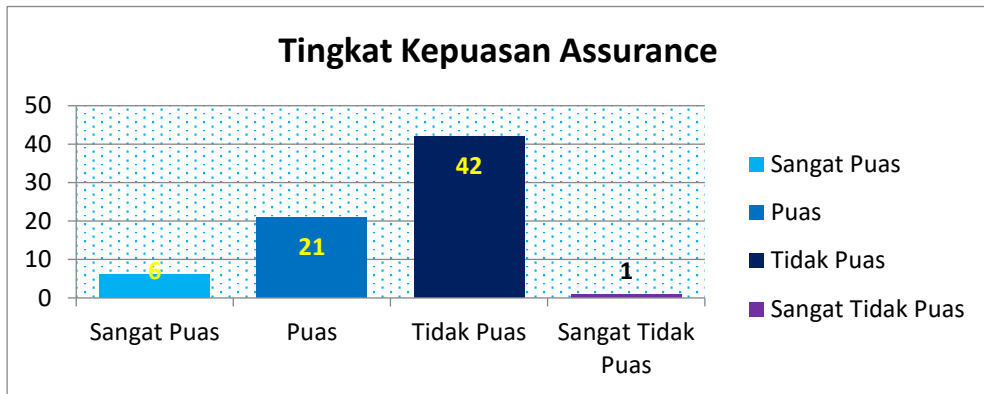 Tingkat Kepuasan Assurance
50
40
30
20
10
0
6
21
42
1
Sangat Puas
Puas
Tidak Puas
Sangat Tidak
Puas
Sangat Puas
Puas
Tidak Puas
Sangat Tidak Puas